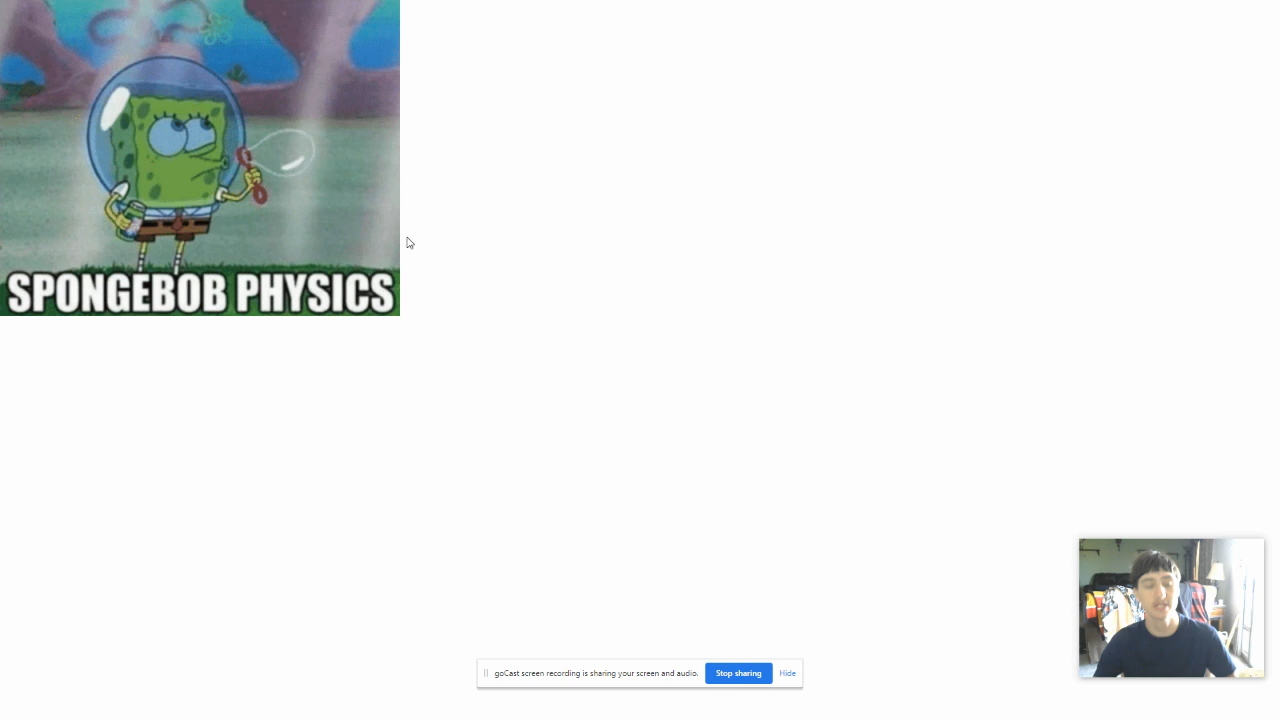 SPONGEBOB PHYSICS
goCast screen recording is sharing your screen and audio.
Stop sharing
Hide